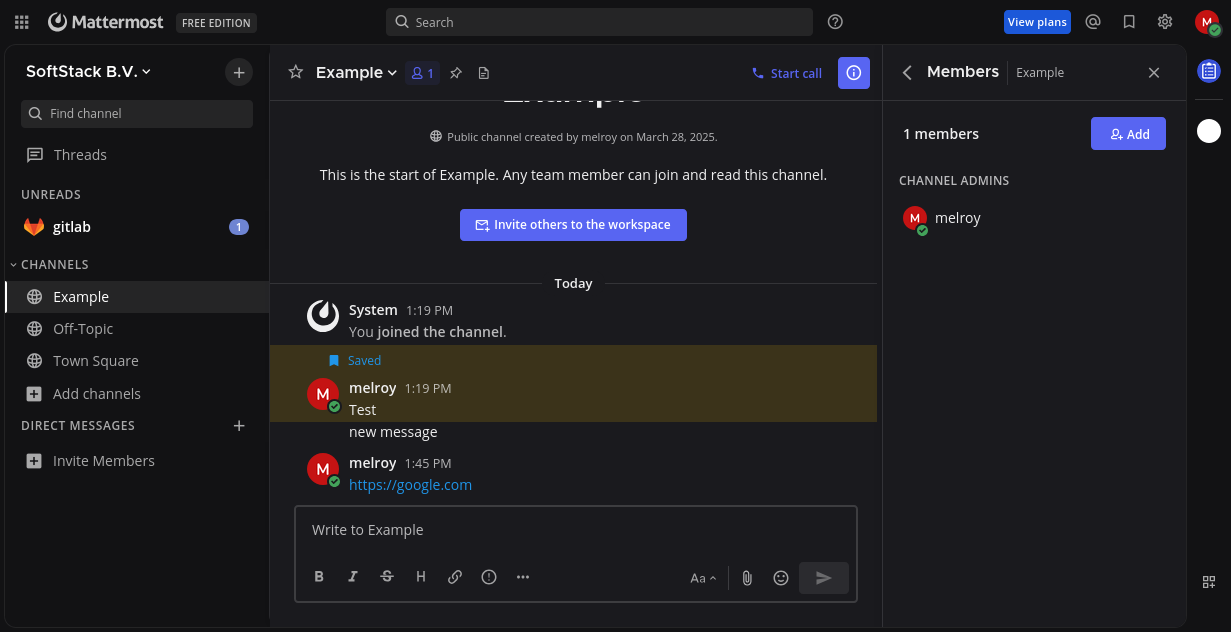 Mattermost FREE EDITION
Search
View plans
M
SoftStack B.V.
Find channel
Threads
UNREADS
gitlab 1
CHANNELS
Example
Off-Topic
Town Square
Add channels
DIRECT MESSAGES
Invite Members
Example 1
Start call
Example
Public channel created by melroy on March 28, 2025.
This is the start of Example. Any team member can join and read this channel.
Invite others to the workspace
Today
System 1:19 PM
You joined the channel.
Saved
M melroy 1:19 PM
Test
new message
M melroy 1:45 PM
https://google.com
Write to Example
B I S H Aa
Members Example
1 members
Add
CHANNEL ADMINS
M melroy